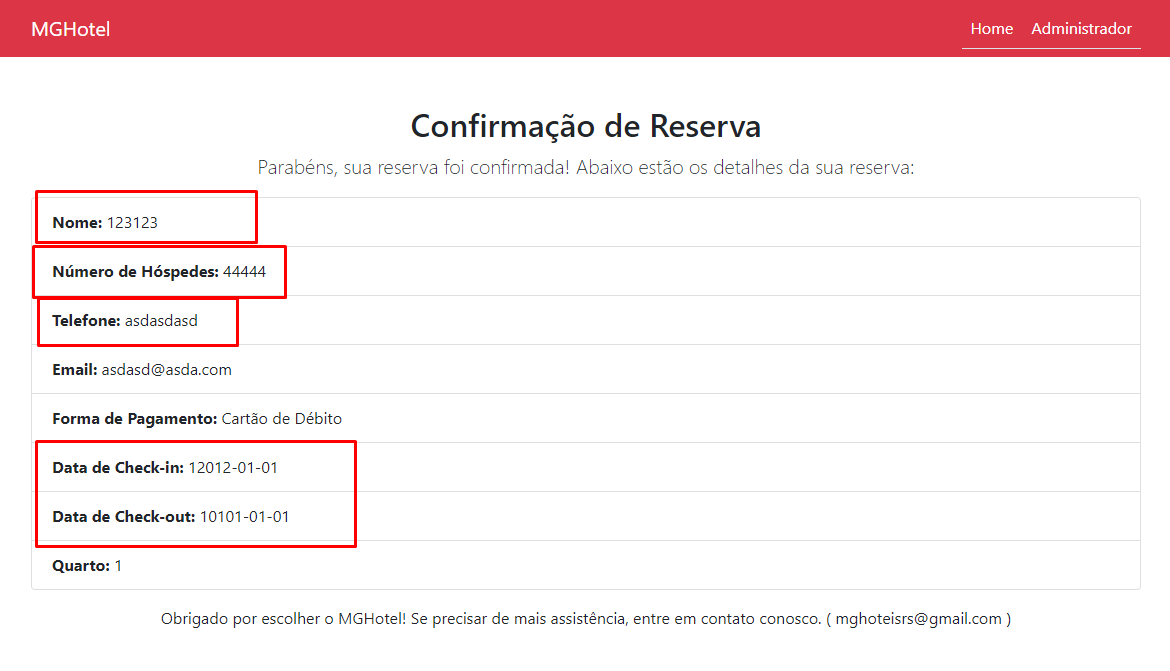 MGHotel
Home Administrador
Confirmação de Reserva
Parabéns, sua reserva foi confirmada! Abaixo estão os detalhes da sua reserva:
Nome: 123123
Número de Hóspedes: 44444
Telefone: asdasdasd
Email: asdasd@asda.com
Forma de Pagamento: Cartão de Débito
Data de Check-in: 12012-01-01
Data de Check-out: 10101-01-01
Quarto: 1
Obrigado por escolher o MGHotel! Se precisar de mais assistência, entre em contato conosco. ( mghoteisrs@gmail.com )